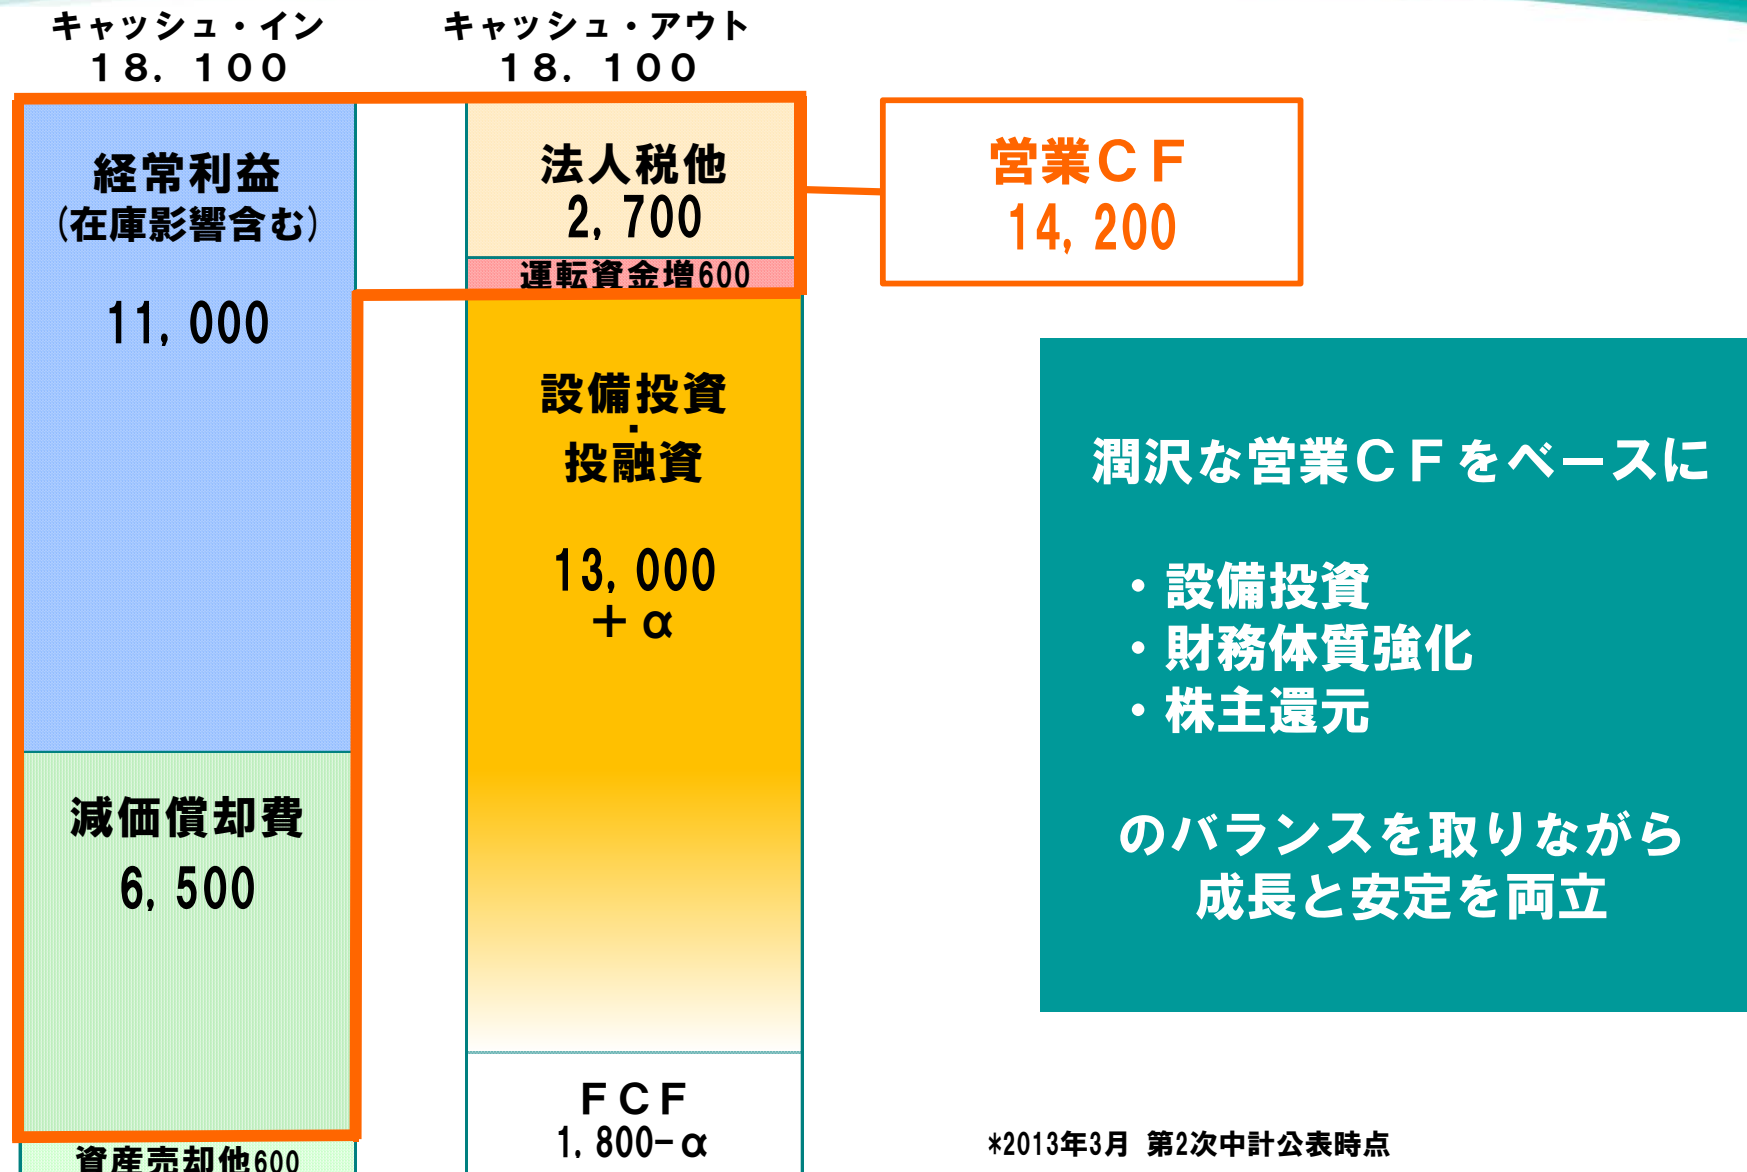 キャッシュ・イン
18，100
キャッシュ・アウト
18，100
経常利益
(在庫影響含む)
11,000
減価償却費
6,500
資産売却他600
法人税他
2,700
運転資金増600
設備投資
・
投融資
13,000
＋α
ＦＣＦ
1,800-α
営業ＣＦ
14,200
潤沢な営業ＣＦをベースに
・設備投資
・財務体質強化
・株主還元
のバランスを取りながら
成長と安定を両立
*2013年3月 第2次中計公表時点